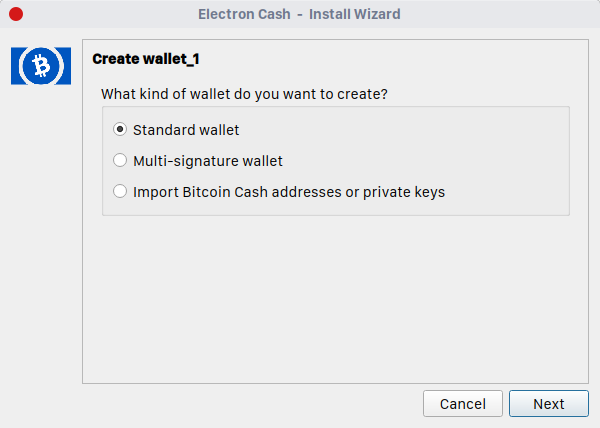 Electron Cash - Install Wizard
Create wallet_1
What kind of wallet do you want to create?
Standard wallet
Multi-signature wallet
Import Bitcoin Cash addresses or private keys
Cancel
Next